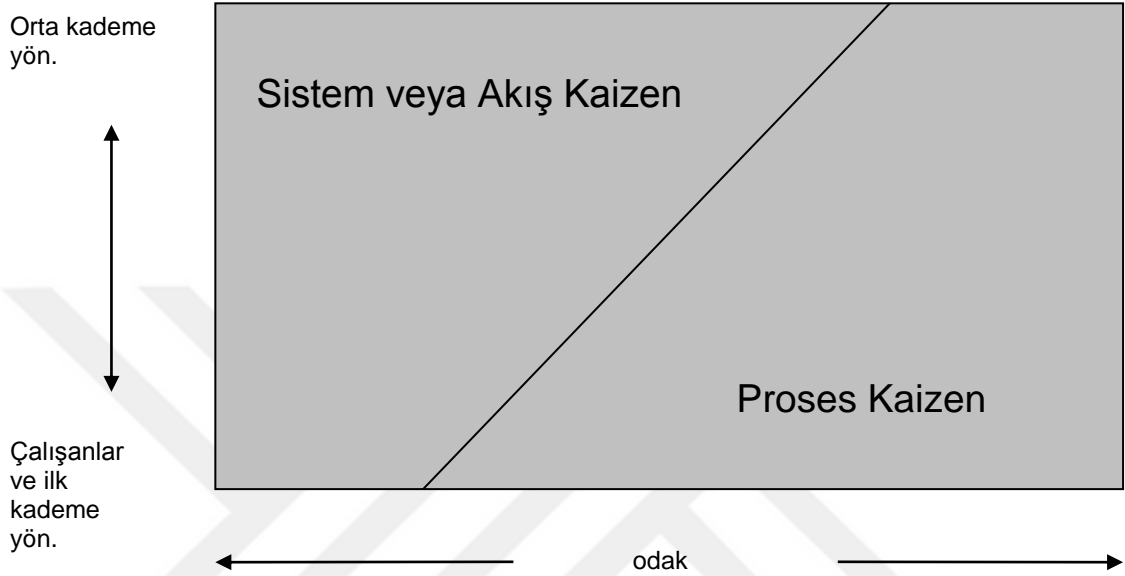 Orta kademe
yön.
Sistem veya Akış Kaizen
Proses Kaizen
Çalışanlar
ve ilk
kademe
yön.
odak